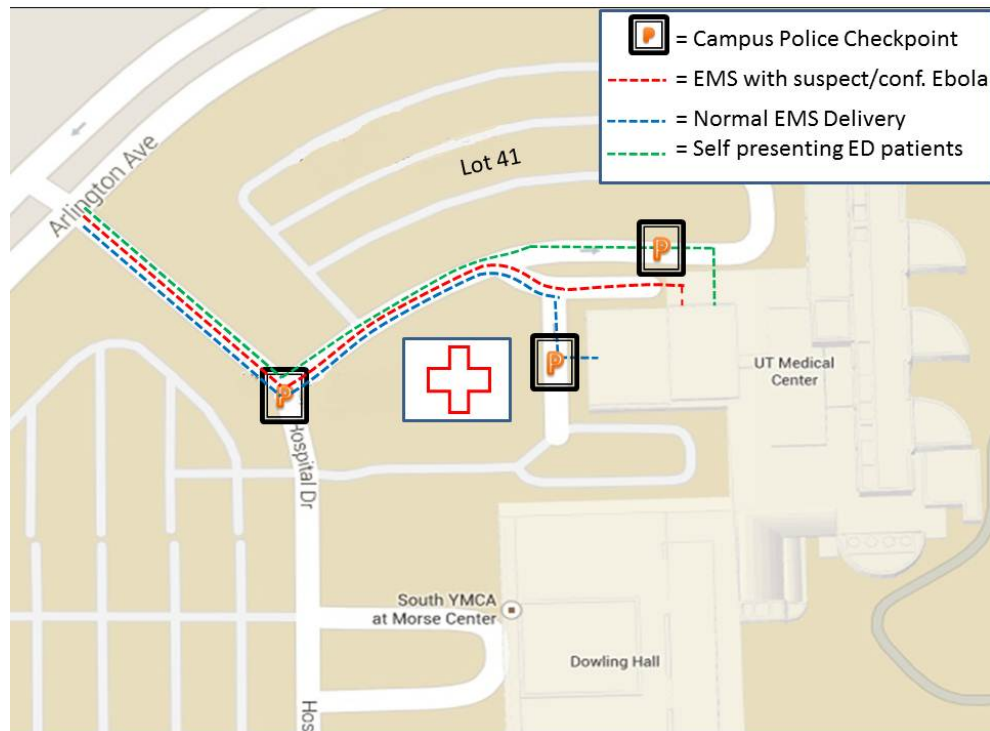 P = Campus Police Checkpoint
= EMS with suspect/conf. Ebola
= Normal EMS Delivery
= Self presenting ED patients
Arlington Ave
Lot 41
P
P
UT Medical
Center
P
Hospital Dr
South YMCA
at Morse Center
Dowling Hall
Hos